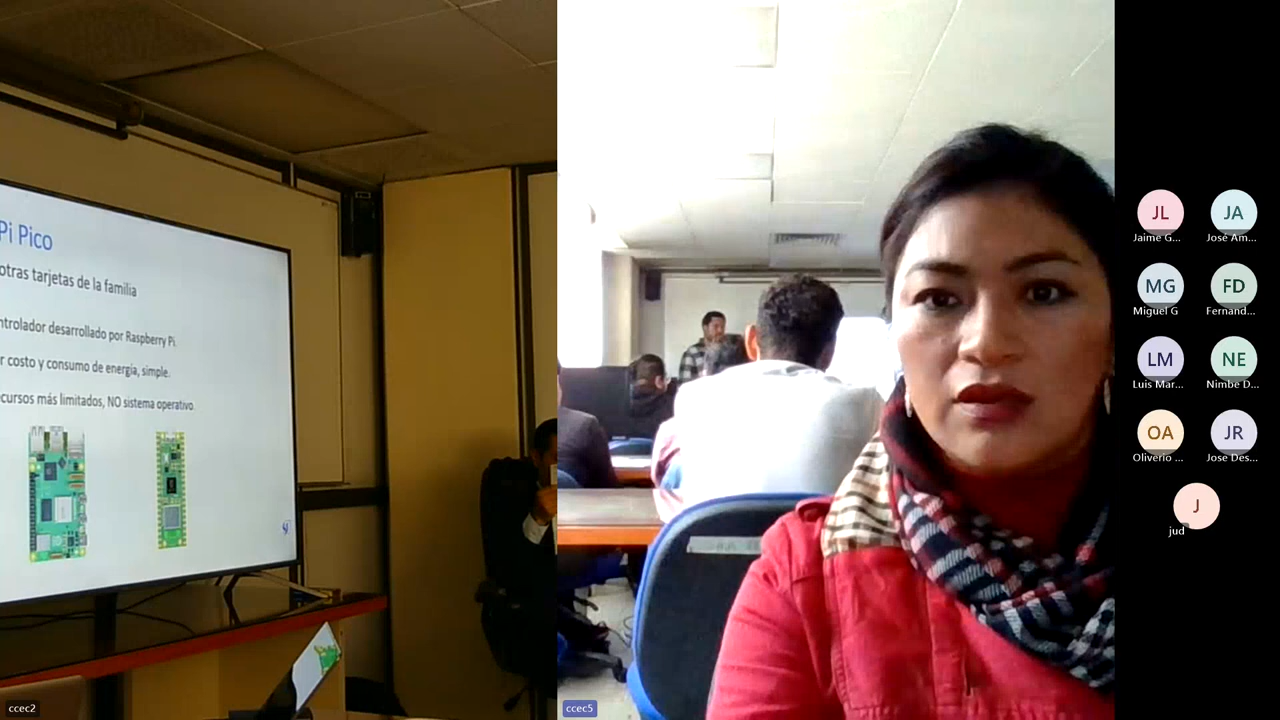 Pi Pico
otras tarjetas de la familia
ntrolador desarrollado por Raspberry Pi.
r costo y consumo de energía, simple.
ecursos más limitados, NO sistema operativo.
ccec2
ccec5
JL
Jaime G...
JA
José Am...
MG
Miguel G
FD
Fernand...
LM
Luis Mar...
NE
Nimbe D...
OA
Oliverio ...
JR
Jose Des...
J
jud